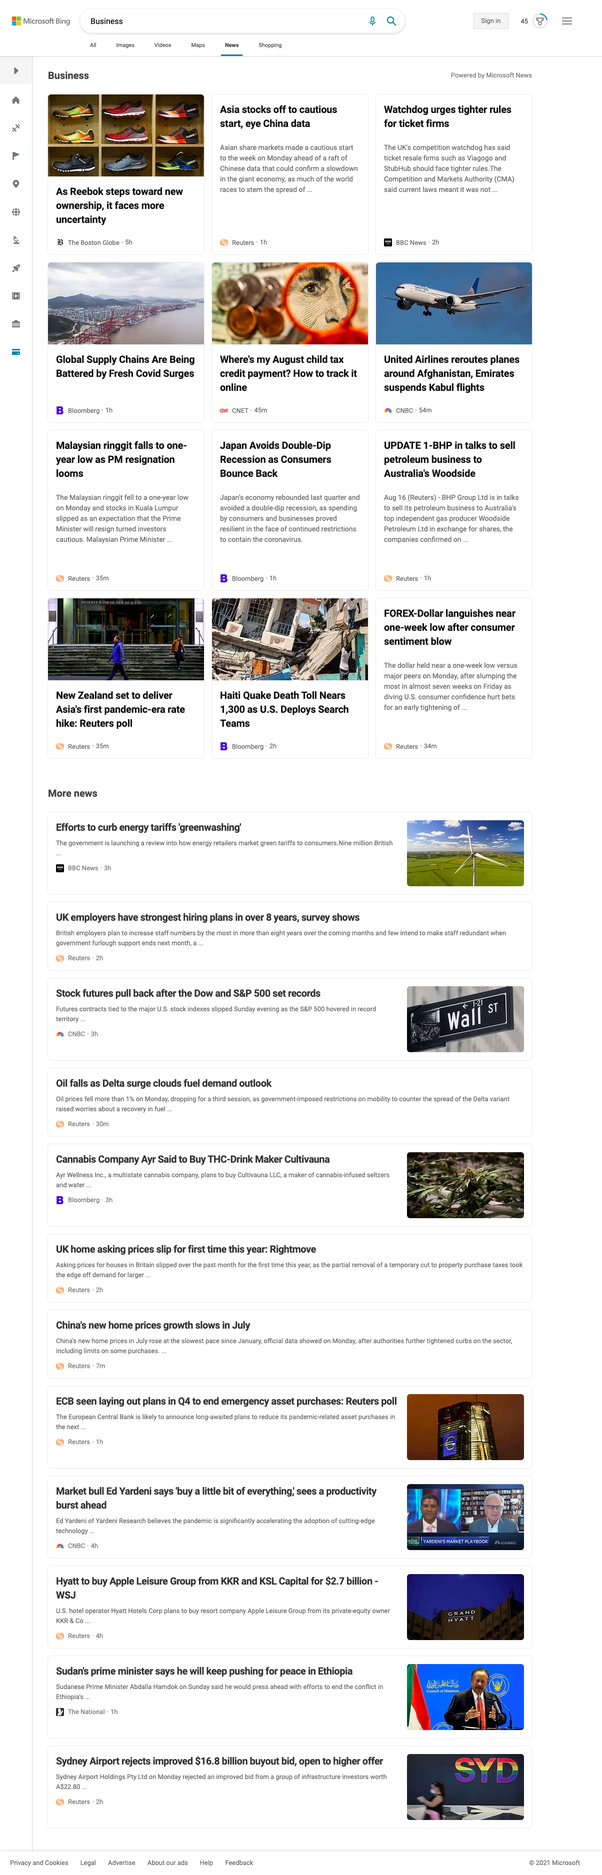 Microsoft Bing
Business
Sign in
45
All Images Videos Maps News Shopping
Business
Powered by Microsoft News
As Reebok steps toward new
ownership, it faces more
uncertainty
The Boston Globe · 5h
Asia stocks off to cautious
start, eye China data
Asian share markets made a cautious start
to the week on Monday ahead of a raft of
Chinese data that could confirm a slowdown
in the giant economy, as much of the world
races to stem the spread of ...
Reuters · 1h
Watchdog urges tighter rules
for ticket firms
The UK's competition watchdog has said
ticket resale firms such as Viagogo and
StubHub should face tighter rules.The
Competition and Markets Authority (CMA)
said current laws meant it was not ...
BBC News · 2h
Global Supply Chains Are Being
Battered by Fresh Covid Surges
Bloomberg · 1h
Where's my August child tax
credit payment? How to track it
online
CNET · 45m
United Airlines reroutes planes
around Afghanistan, Emirates
suspends Kabul flights
CNBC · 54m
Malaysian ringgit falls to one-
year low as PM resignation
looms
The Malaysian ringgit fell to a one-year low
on Monday and stocks in Kuala Lumpur
slipped as an expectation that the Prime
Minister will resign turned investors
cautious. Malaysian Prime Minister ...
Reuters · 35m
Japan Avoids Double-Dip
Recession as Consumers
Bounce Back
Japan's economy rebounded last quarter and
avoided a double-dip recession, as spending
by consumers and businesses proved
resilient in the face of continued restrictions
to contain the coronavirus.
Bloomberg · 1h
UPDATE 1-BHP in talks to sell
petroleum business to
Australia's Woodside
Aug 16 (Reuters) - BHP Group Ltd is in talks
to sell its petroleum business to Australia's
top independent gas producer Woodside
Petroleum Ltd in exchange for shares, the
companies confirmed on ...
Reuters · 1h
New Zealand set to deliver
Asia's first pandemic-era rate
hike: Reuters poll
Reuters · 35m
Haiti Quake Death Toll Nears
1,300 as U.S. Deploys Search
Teams
Bloomberg · 2h
FOREX-Dollar languishes near
one-week low after consumer
sentiment blow
The dollar held near a one-week low versus
major peers on Monday, after slumping the
most in almost seven weeks on Friday as
diving U.S. consumer confidence hurt bets
for an early tightening of ...
Reuters · 34m
More news
Efforts to curb energy tariffs 'greenwashing'
The government is launching a review into how energy retailers market green tariffs to consumers.Nine million British
...
BBC News · 3h
UK employers have strongest hiring plans in over 8 years, survey shows
British employers plan to increase staff numbers by the most in more than eight years over the coming months and few intend to make staff redundant when
government furlough support ends next month, a ...
Reuters · 2h
Stock futures pull back after the Dow and S&P 500 set records
Futures contracts tied to the major U.S. stock indexes slipped Sunday evening as the S&P 500 hovered in record
territory ...
CNBC · 3h
1-21
Wall ST
Oil falls as Delta surge clouds fuel demand outlook
Oil prices fell more than 1% on Monday, dropping for a third session, as government-imposed restrictions on mobility to counter the spread of the Delta variant
raised worries about a recovery in fuel ...
Reuters · 30m
Cannabis Company Ayr Said to Buy THC-Drink Maker Cultivauna
Ayr Wellness Inc., a multistate cannabis company, plans to buy Cultivauna LLC, a maker of cannabis-infused seltzers
and water ...
Bloomberg · 3h
UK home asking prices slip for first time this year: Rightmove
Asking prices for houses in Britain slipped over the past month for the first time this year, as the partial removal of a temporary cut to property purchase taxes took
the edge off demand for larger ...
Reuters · 2h
China's new home prices growth slows in July
China's new home prices in July rose at the slowest pace since January, official data showed on Monday, after authorities further tightened curbs on the sector,
including limits on some purchases. ...
Reuters · 7m
ECB seen laying out plans in Q4 to end emergency asset purchases: Reuters poll
The European Central Bank is likely to announce long-awaited plans to reduce its pandemic-related asset purchases in
the next ...
Reuters · 1h
Market bull Ed Yardeni says 'buy a little bit of everything,' sees a productivity
burst ahead
Ed Yardeni of Yardeni Research believes the pandemic is significantly accelerating the adoption of cutting-edge
technology ...
CNBC · 4h
YARDENI'S MARKET PLAYBOOK
Hyatt to buy Apple Leisure Group from KKR and KSL Capital for $2.7 billion -
WSJ
U.S. hotel operator Hyatt Hotels Corp plans to buy resort company Apple Leisure Group from its private-equity owner
KKR & Co ...
Reuters · 4h
GRAND
HYATT
Sudan's prime minister says he will keep pushing for peace in Ethiopia
Sudanese Prime Minister Abdalla Hamdok on Sunday said he would press ahead with efforts to end the conflict in
Ethiopia's ...
The National · 1h
Sydney Airport rejects improved $16.8 billion buyout bid, open to higher offer
Sydney Airport Holdings Pty Ltd on Monday rejected an improved bid from a group of infrastructure investors worth
A$22.80 ...
Reuters · 2h
SYD
Privacy and Cookies Legal Advertise About our ads Help Feedback
© 2021 Microsoft